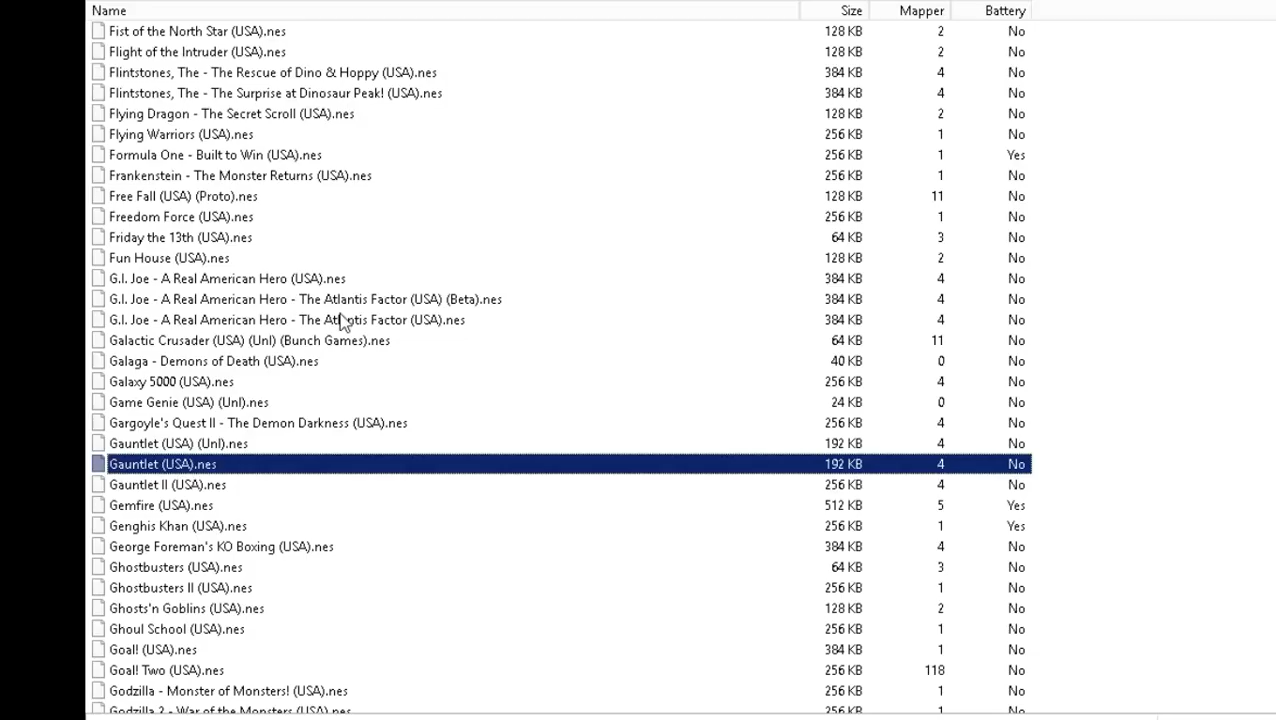 Name Size Mapper Battery
Fist of the North Star (USA).nes 128 KB 2 No
Flight of the Intruder (USA).nes 128 KB 2 No
Flintstones, The - The Rescue of Dino & Hoppy (USA).nes 384 KB 4 No
Flintstones, The - The Surprise at Dinosaur Peak! (USA).nes 384 KB 4 No
Flying Dragon - The Secret Scroll (USA).nes 128 KB 2 No
Flying Warriors (USA).nes 256 KB 1 No
Formula One - Built to Win (USA).nes 256 KB 1 Yes
Frankenstein - The Monster Returns (USA).nes 256 KB 1 No
Free Fall (USA) (Proto).nes 128 KB 11 No
Freedom Force (USA).nes 256 KB 1 No
Friday the 13th (USA).nes 64 KB 3 No
Fun House (USA).nes 128 KB 2 No
G.I. Joe - A Real American Hero (USA).nes 384 KB 4 No
G.I. Joe - A Real American Hero - The Atlantis Factor (USA) (Beta).nes 384 KB 4 No
G.I. Joe - A Real American Hero - The Atlantis Factor (USA).nes 384 KB 4 No
Galactic Crusader (USA) (Unl) (Bunch Games).nes 64 KB 11 No
Galaga - Demons of Death (USA).nes 40 KB 0 No
Galaxy 5000 (USA).nes 256 KB 4 No
Game Genie (USA) (Unl).nes 24 KB 0 No
Gargoyle's Quest II - The Demon Darkness (USA).nes 256 KB 4 No
Gauntlet (USA) (Unl).nes 192 KB 4 No
Gauntlet (USA).nes 192 KB 4 No
Gauntlet II (USA).nes 256 KB 4 No
Gemfire (USA).nes 512 KB 5 Yes
Genghis Khan (USA).nes 256 KB 1 Yes
George Foreman's KO Boxing (USA).nes 384 KB 4 No
Ghostbusters (USA).nes 64 KB 3 No
Ghostbusters II (USA).nes 256 KB 1 No
Ghosts'n Goblins (USA).nes 128 KB 2 No
Ghoul School (USA).nes 256 KB 1 No
Goal! (USA).nes 384 KB 1 No
Goal! Two (USA).nes 256 KB 118 No
Godzilla - Monster of Monsters! (USA).nes 256 KB 1 No
Godzilla 2 - War of the Monsters (USA).nes 256 KB 1 No